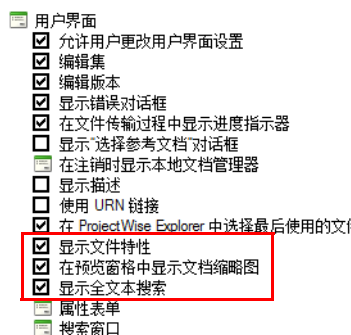 用户界面
允许用户更改用户界面设置
编辑集
编辑版本
显示错误对话框
在文件传输过程中显示进度指示器
显示"选择参考文档"对话框
在注销时显示本地文档管理器
显示描述
使用 URN 链接
在 ProjectWise Explorer 中选择最后使用的文
显示文件特性
在预览窗格中显示文档缩略图
显示全文本搜索
属性表单
搜索窗口